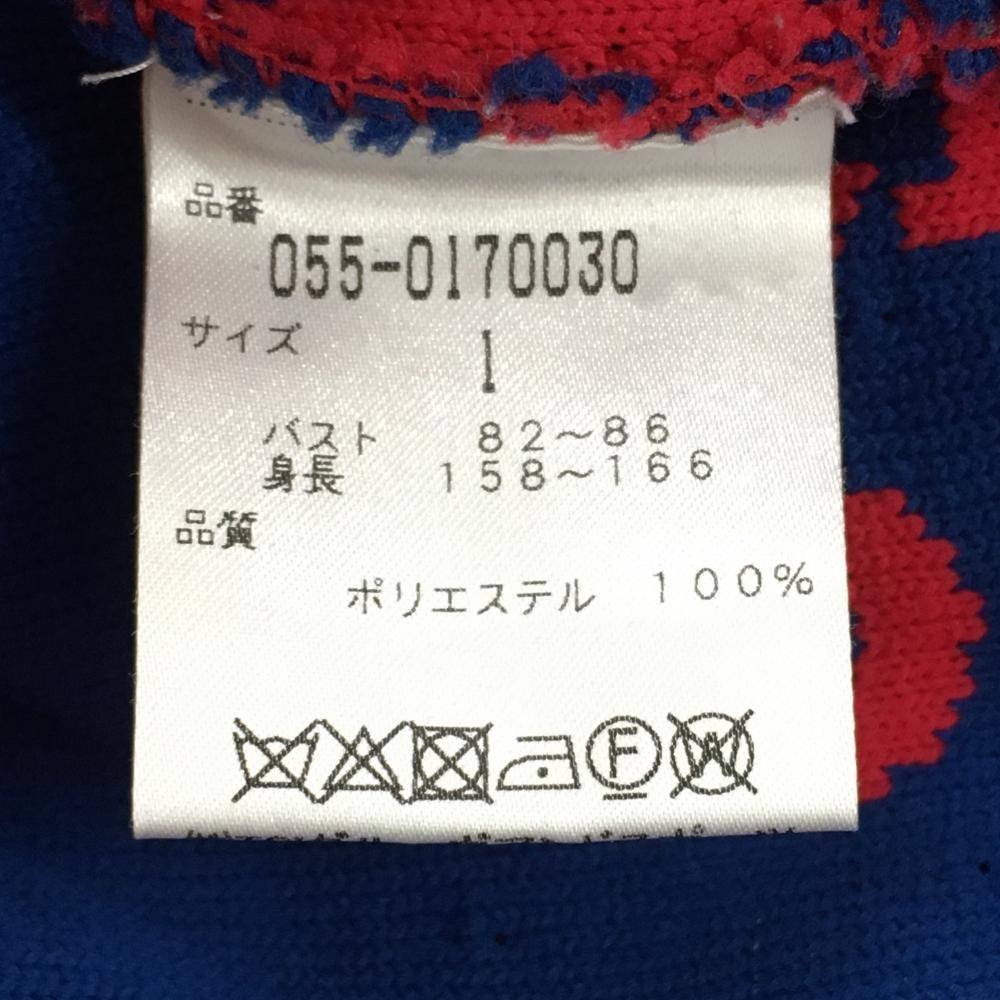 品番
055-0170030
サイズ 1
バスト 82~86
身長 158~166
品質
ポリエステル 100%
F W